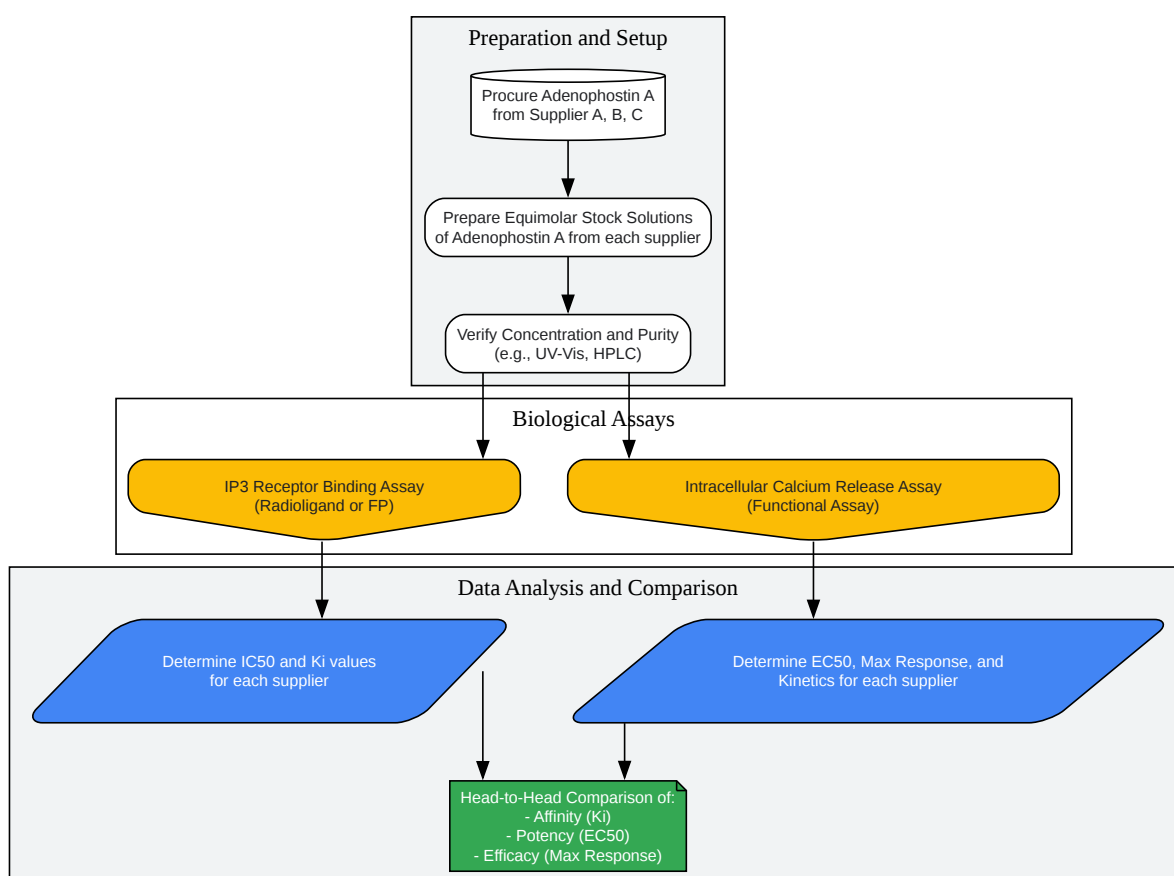 Preparation and Setup
Procure Adenophostin A
from Supplier A, B, C
Prepare Equimolar Stock Solutions
of Adenophostin A from each supplier
Verify Concentration and Purity
(e.g., UV-Vis, HPLC)
Biological Assays
IP3 Receptor Binding Assay
(Radioligand or FP)
Intracellular Calcium Release Assay
(Functional Assay)
Data Analysis and Comparison
Determine IC50 and Ki values
for each supplier
Determine EC50, Max Response, and
Kinetics for each supplier
Head-to-Head Comparison of:
- Affinity (Ki)
- Potency (EC50)
- Efficacy (Max Response)